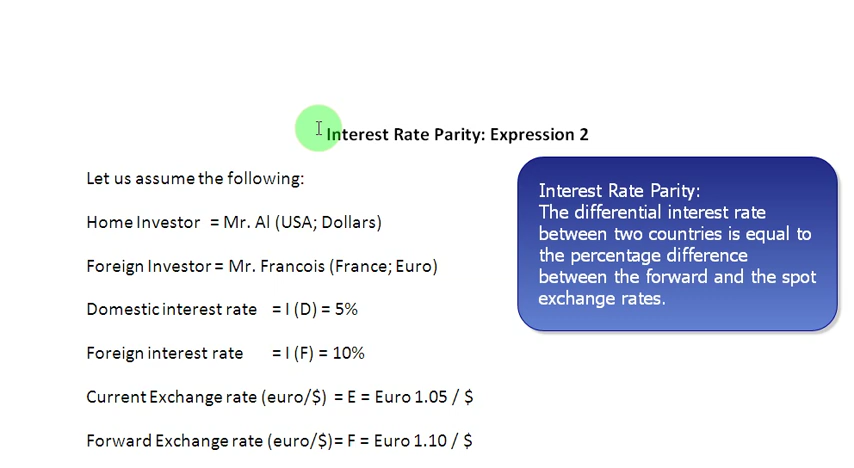 Interest Rate Parity: Expression 2
Let us assume the following:
Interest Rate Parity:
The differential interest rate
between two countries is equal to
the percentage difference
between the forward and the spot
exchange rates.
Home Investor = Mr. Al (USA; Dollars)
Foreign Investor = Mr. Francois (France; Euro)
Domestic interest rate = I (D) = 5%
Foreign interest rate = I (F) = 10%
Current Exchange rate (euro/$) = E = Euro 1.05 / $
Forward Exchange rate (euro/$)= F = Euro 1.10 / $